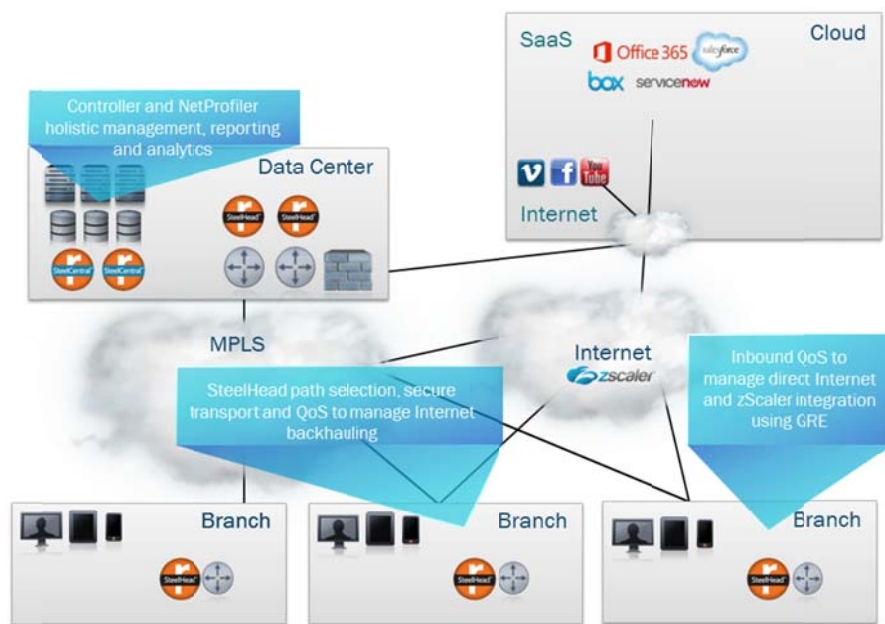 SaaS
Cloud
Office 365
salesforce
box
servicenow
Controller and NetProfiler
holistic management, reporting
and analytics
Data Center
You
Tube
Internet
SteelHead
SteelHead
SteelCentral
SteelCentral
MPLS
Internet
zscaler
SteelHead path selection, secure
transport and QoS to manage Internet
backhauling
Inbound QoS to
manage direct Internet
and zScaler integration
using GRE
Branch
Branch
Branch
SteelHead
SteelHead
SteelHead